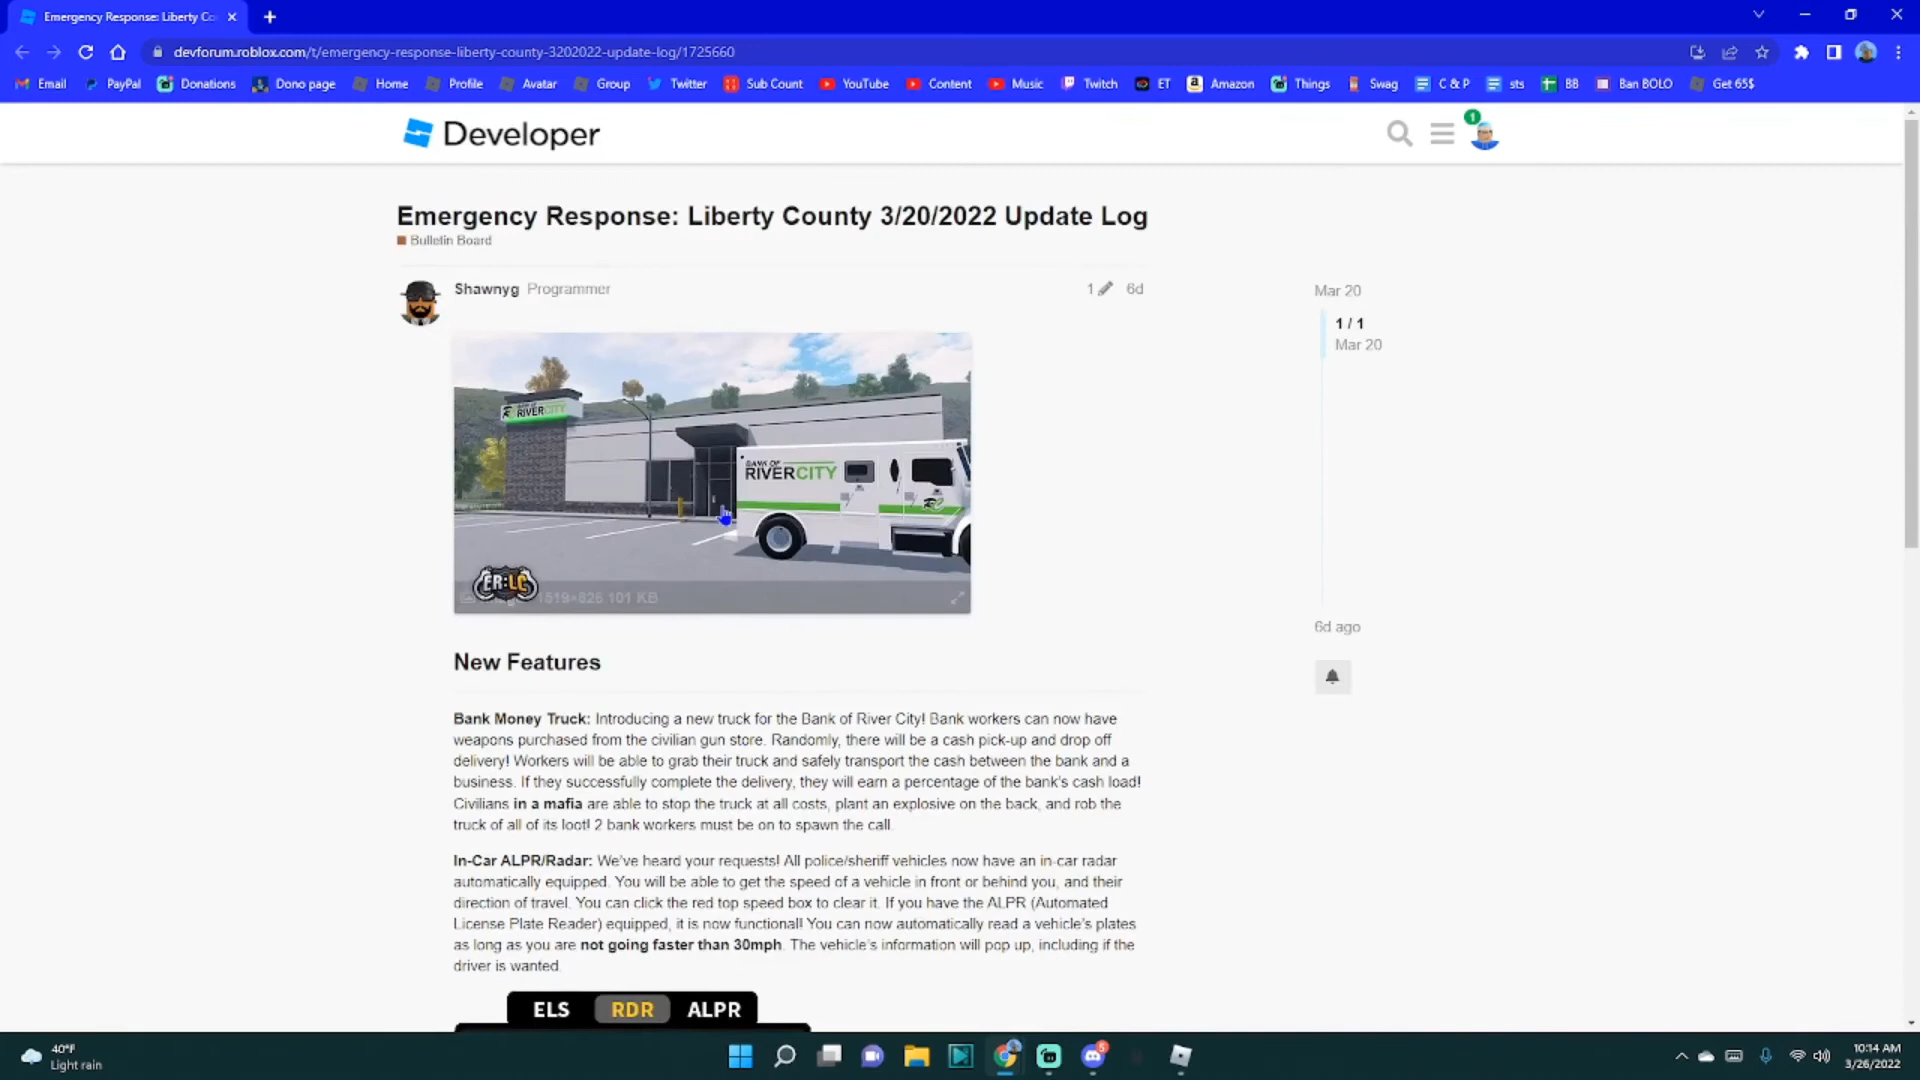 Emergency Response: Liberty Co
devforum.roblox.com/t/emergency-response-liberty-county-3202022-update-log/1725660
Email PayPal Donations Dono page Home Profile Avatar Group Twitter Sub Count YouTube Content Music Twitch ET Amazon Things Swag C & P sts BB Ban BOLO Get 65$
Developer
1
Emergency Response: Liberty County 3/20/2022 Update Log
Bulletin Board
Shawnyg Programmer
1 6d
Mar 20
1 / 1
Mar 20
BANK OF
RIVERCITY
RIVERCITY
ER:LC
1519×826 101 KB
6d ago
New Features
Bank Money Truck: Introducing a new truck for the Bank of River City! Bank workers can now have
weapons purchased from the civilian gun store. Randomly, there will be a cash pick-up and drop off
delivery! Workers will be able to grab their truck and safely transport the cash between the bank and a
business. If they successfully complete the delivery, they will earn a percentage of the bank's cash load!
Civilians in a mafia are able to stop the truck at all costs, plant an explosive on the back, and rob the
truck of all of its loot! 2 bank workers must be on to spawn the call.
In-Car ALPR/Radar: We've heard your requests! All police/sheriff vehicles now have an in-car radar
automatically equipped. You will be able to get the speed of a vehicle in front or behind you, and their
direction of travel. You can click the red top speed box to clear it. If you have the ALPR (Automated
License Plate Reader) equipped, it is now functional! You can now automatically read a vehicle's plates
as long as you are not going faster than 30mph. The vehicle's information will pop up, including if the
driver is wanted.
ELS RDR ALPR
40°F
Light rain
5
10:14 AM
3/26/2022